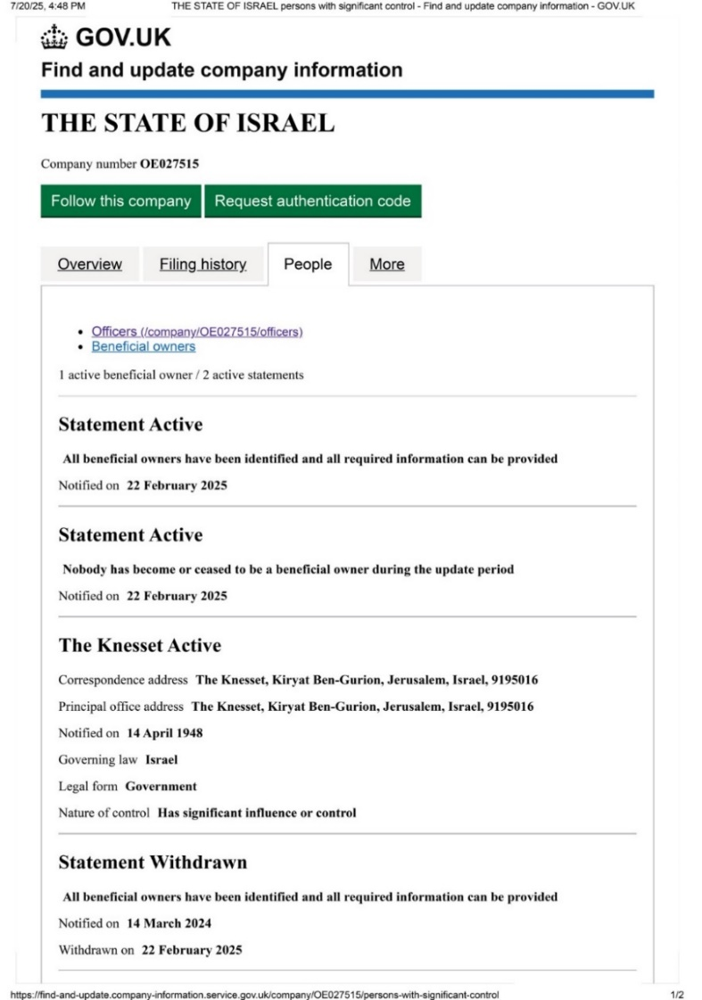 7/20/25, 4:48 PM THE STATE OF ISRAEL persons with significant control - Find and update company information - GOV.UK
GOV.UK
Find and update company information
THE STATE OF ISRAEL
Company number OE027515
Follow this company Request authentication code
Overview Filing history People More
• Officers (/company/OE027515/officers)
• Beneficial owners
1 active beneficial owner / 2 active statements
Statement Active
All beneficial owners have been identified and all required information can be provided
Notified on 22 February 2025
Statement Active
Nobody has become or ceased to be a beneficial owner during the update period
Notified on 22 February 2025
The Knesset Active
Correspondence address The Knesset, Kiryat Ben-Gurion, Jerusalem, Israel, 9195016
Principal office address The Knesset, Kiryat Ben-Gurion, Jerusalem, Israel, 9195016
Notified on 14 April 1948
Governing law Israel
Legal form Government
Nature of control Has significant influence or control
Statement Withdrawn
All beneficial owners have been identified and all required information can be provided
Notified on 14 March 2024
Withdrawn on 22 February 2025
https://find-and-update.company-information.service.gov.uk/company/OE027515/persons-with-significant-control 1/2